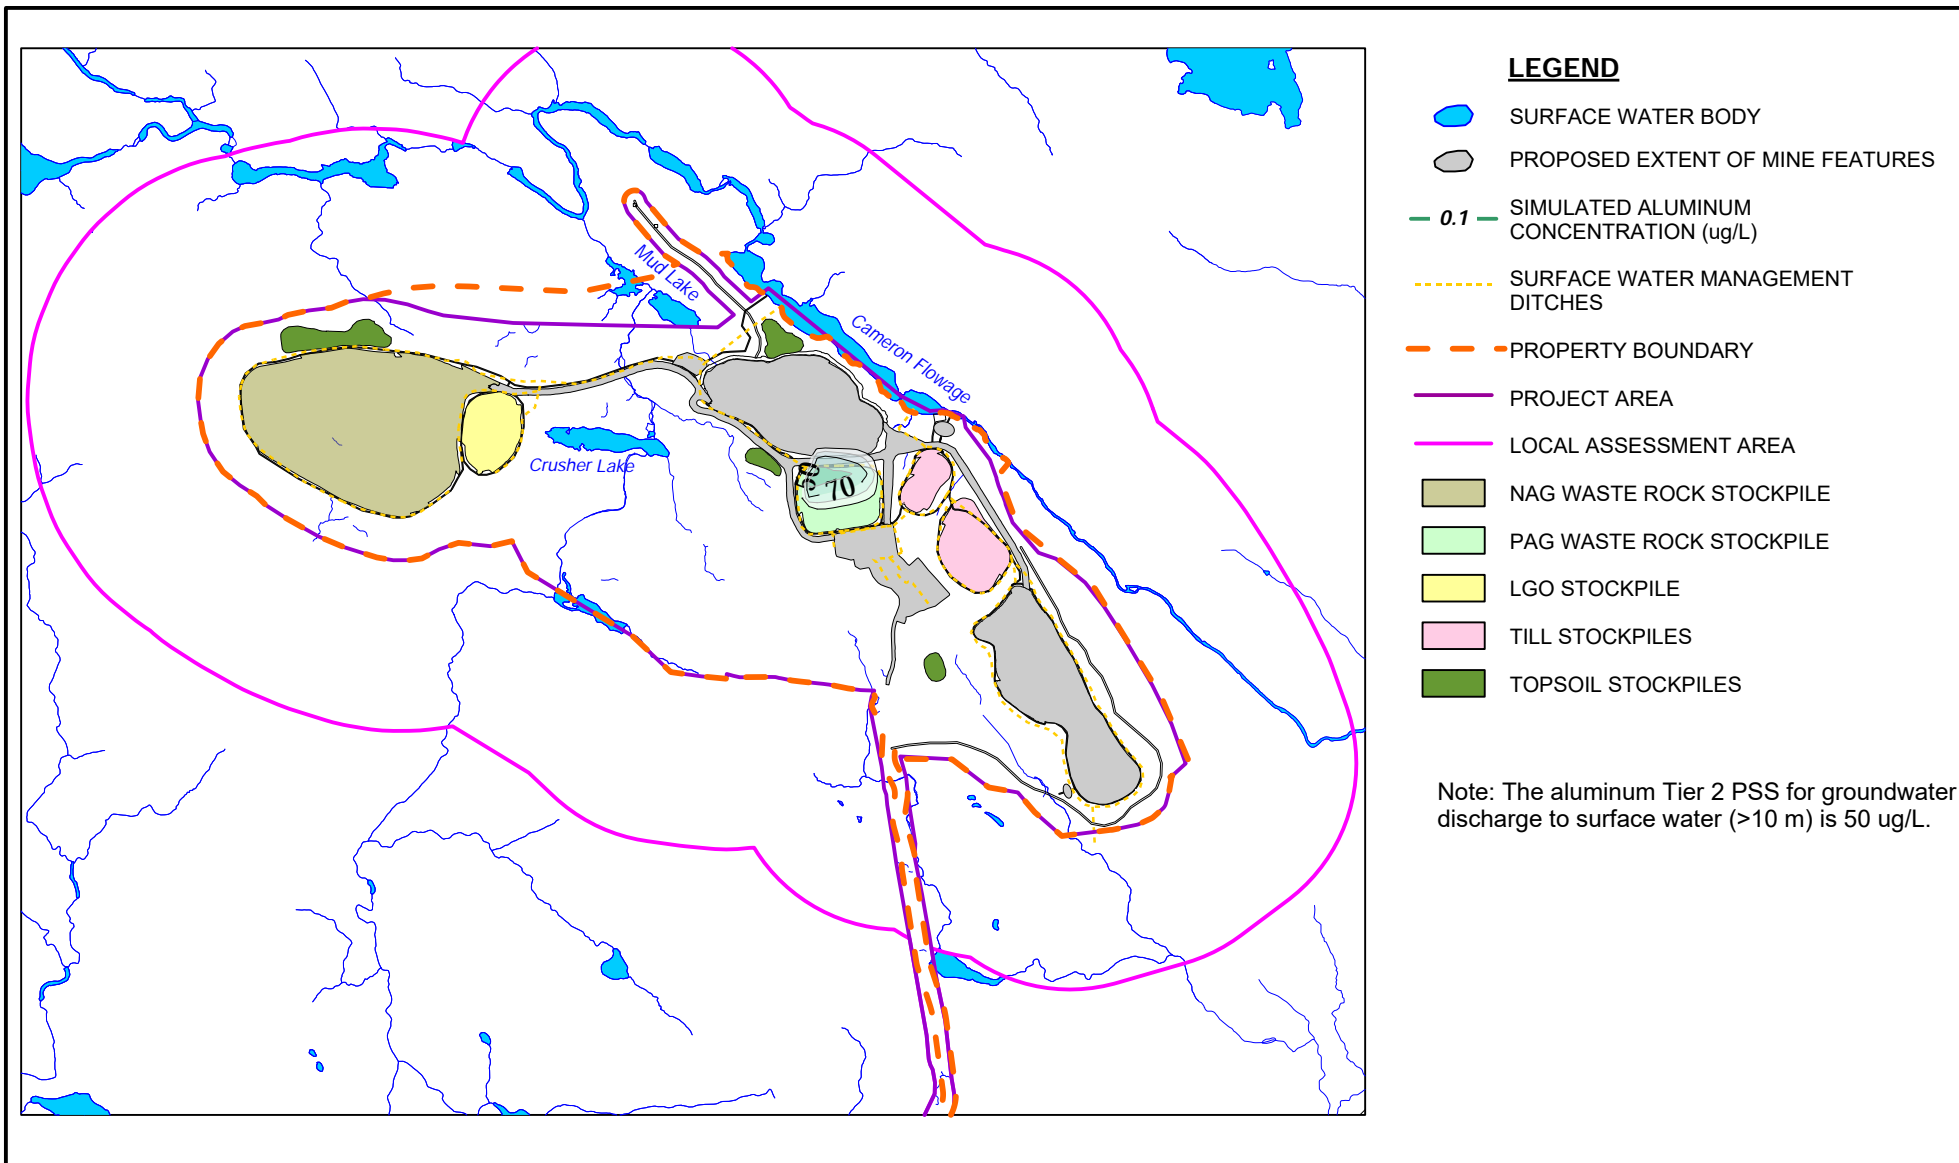 LEGEND
SURFACE WATER BODY
PROPOSED EXTENT OF MINE FEATURES
0.1
SIMULATED ALUMINUM
CONCENTRATION (ug/L)
SURFACE WATER MANAGEMENT
DITCHES
PROPERTY BOUNDARY
PROJECT AREA
LOCAL ASSESSMENT AREA
NAG WASTE ROCK STOCKPILE
PAG WASTE ROCK STOCKPILE
LGO STOCKPILE
TILL STOCKPILES
TOPSOIL STOCKPILES
Note: The aluminum Tier 2 PSS for groundwater
discharge to surface water (>10 m) is 50 ug/L.
Mud Lake
Cameron Flowage
Crusher Lake
50
70